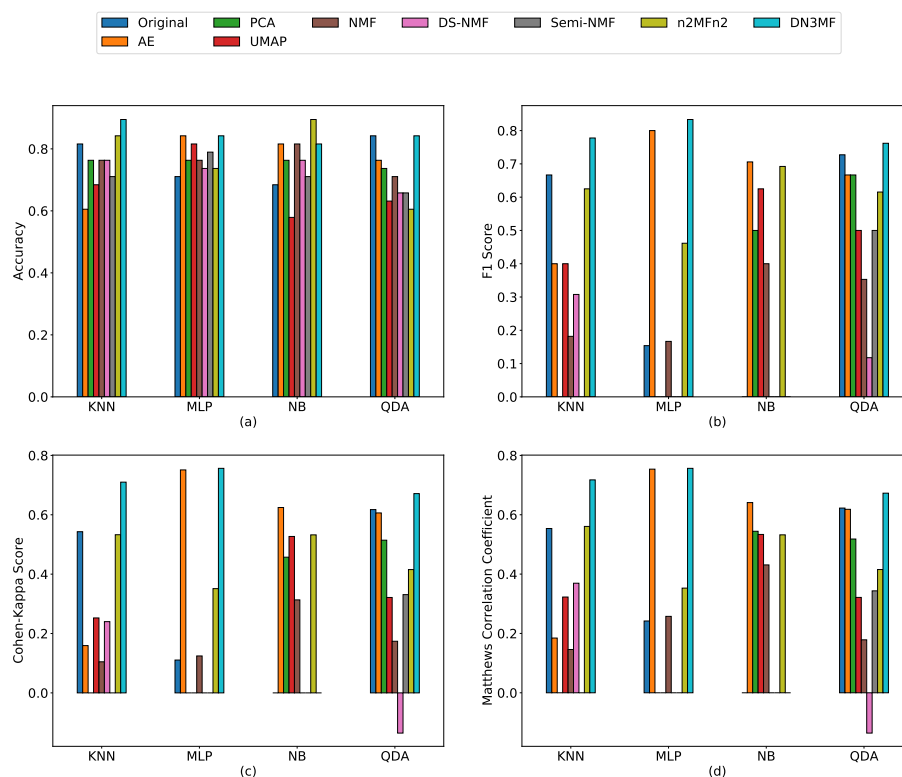 Original PCA NMF DS-NMF Semi-NMF n2MFn2 DN3MF
AE UMAP
Accuracy
0.8
0.6
0.4
0.2
0.0
KNN MLP NB QDA
(a)
F1 Score
0.8
0.7
0.6
0.5
0.4
0.3
0.2
0.1
0.0
KNN MLP NB QDA
(b)
Cohen-Kappa Score
0.8
0.6
0.4
0.2
0.0
KNN MLP NB QDA
(c)
Matthews Correlation Coefficient
0.8
0.6
0.4
0.2
0.0
KNN MLP NB QDA
(d)